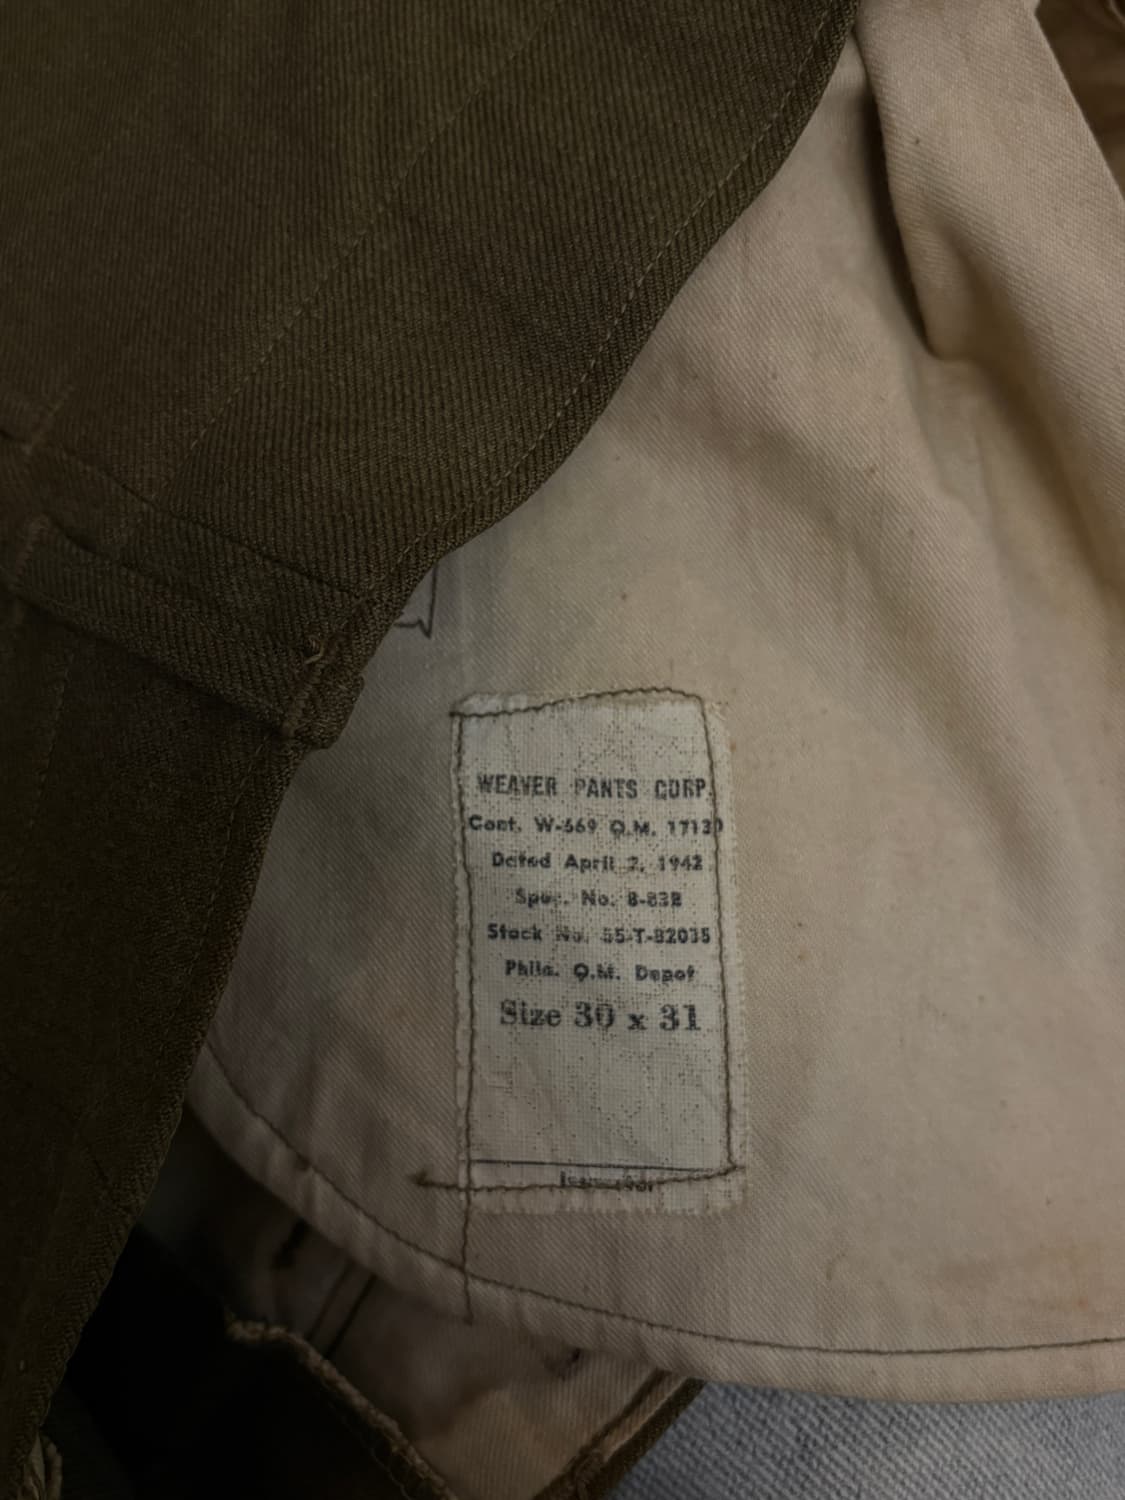 WEAVER PANTS CORP.
Cont. W-669 Q.M. 17130
Dated April 2, 1942
Spec. No. 8-83B
Stock No. 55-T-82035
Phila. Q.M. Depot
Size 30 x 31